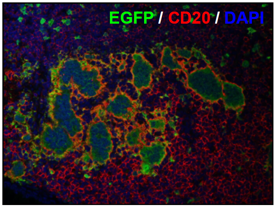 EGFP / CD20 / DAPI